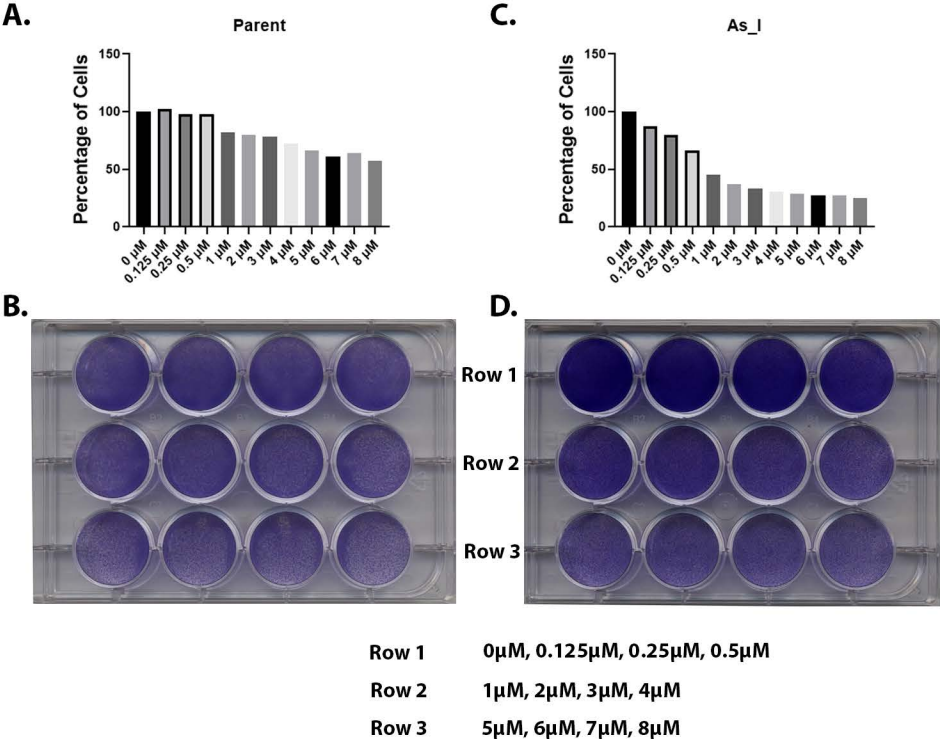 A.
Parent
Percentage of Cells
150
100
50
0
0 µM
0.125 µM
0.25 µM
0.5 µM
1 µM
2 µM
3 µM
4 µM
5 µM
6 µM
7 µM
8 µM
C.
As_I
Percentage of Cells
150
100
50
0
0 µM
0.125 µM
0.25 µM
0.5 µM
1 µM
2 µM
3 µM
4 µM
5 µM
6 µM
7 µM
8 µM
B.
D.
Row 1
Row 2
Row 3
Row 1 0µM, 0.125µM, 0.25µM, 0.5µM
Row 2 1µM, 2µM, 3µM, 4µM
Row 3 5µM, 6µM, 7µM, 8µM